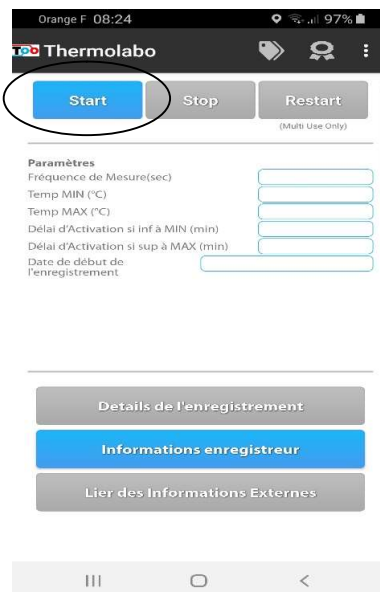 Orange F 08:24 97%
Thermolabo
Start Stop Restart
(Multi Use Only)
Paramètres
Fréquence de Mesure(sec)
Temp MIN (°C)
Temp MAX (°C)
Délai d'Activation si inf à MIN (min)
Délai d'Activation si sup à MAX (min)
Date de début de
l'enregistrement
Details de l'enregistrement
Informations enregistreur
Lier des Informations Externes